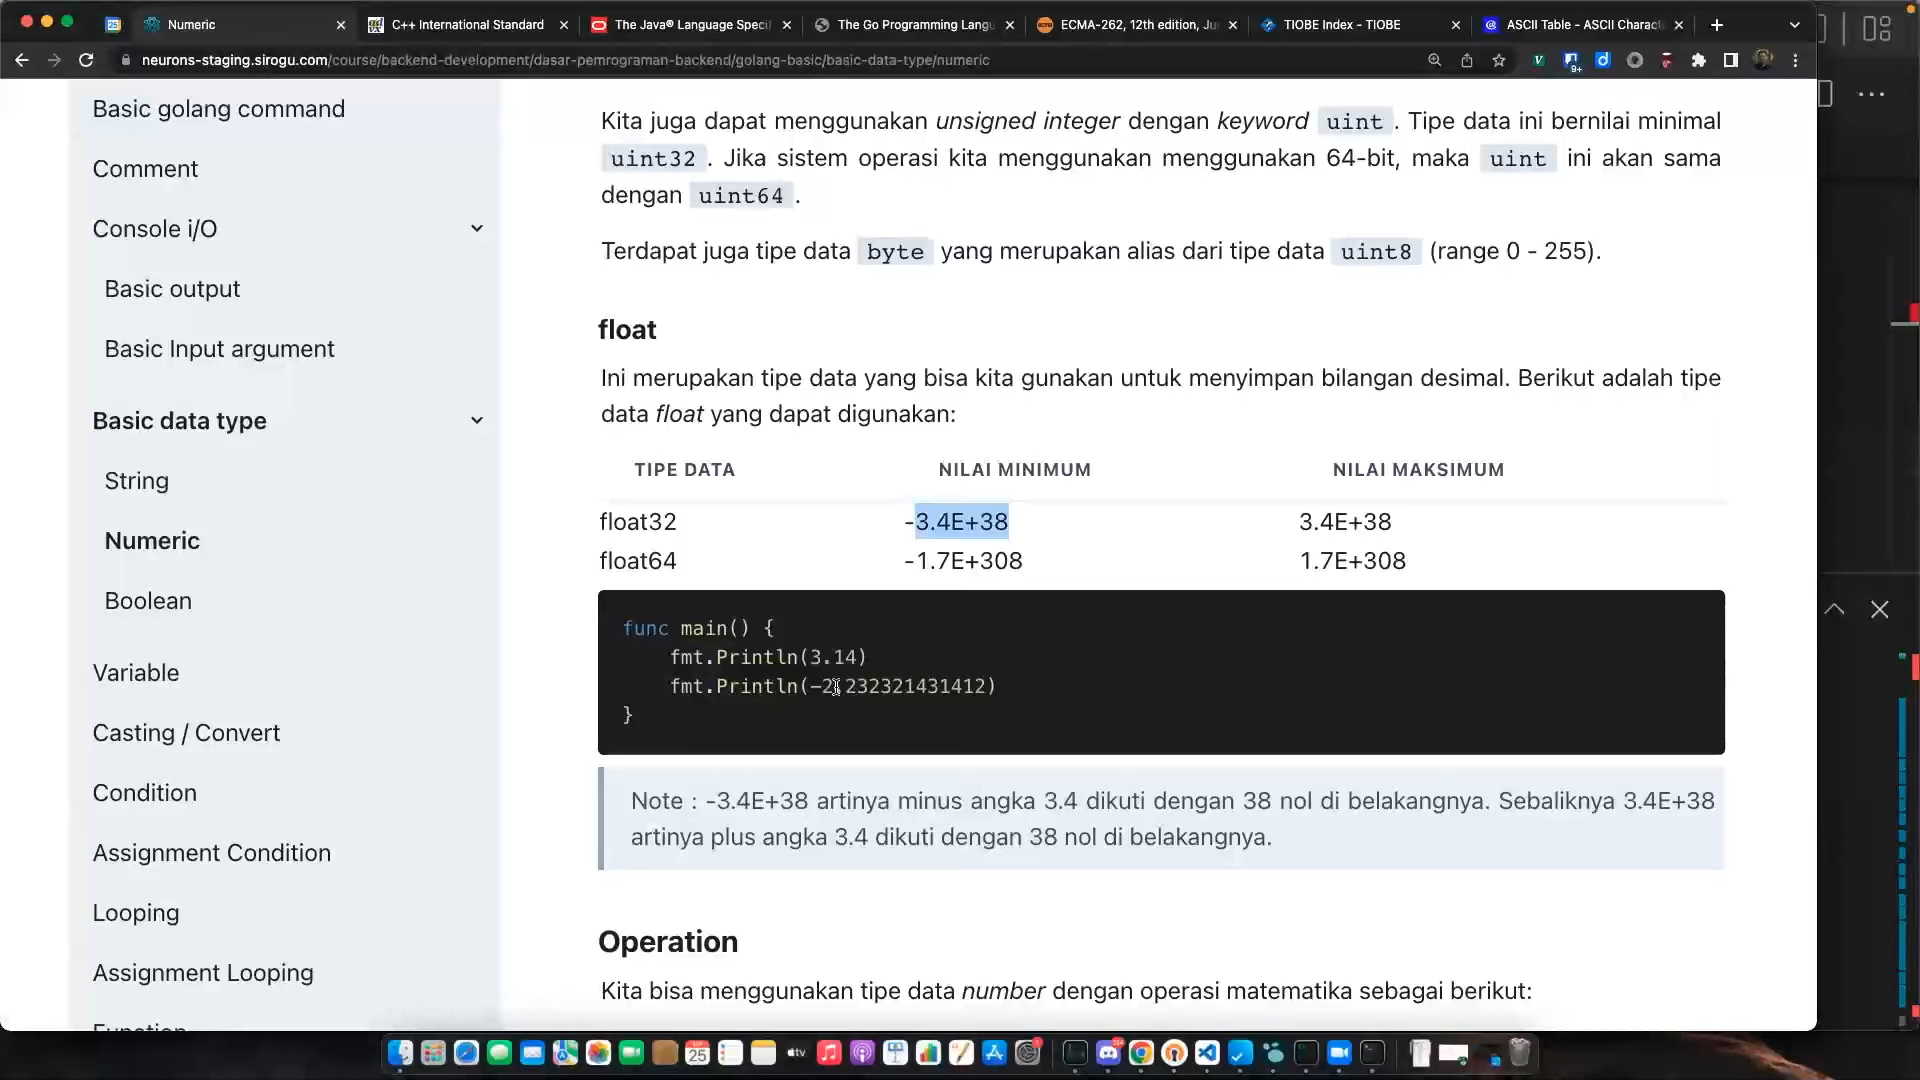 Numeric
C++ International Standard
The Java® Language Specif
The Go Programming Langu
ECMA-262, 12th edition, Ju
TIOBE Index - TIOBE
ASCII Table - ASCII Charact
neurons-staging.sirogu.com/course/backend-development/dasar-pemrograman-backend/golang-basic/basic-data-type/numeric
Basic golang command
Comment
Console i/O
Basic output
Basic Input argument
Basic data type
String
Numeric
Boolean
Variable
Casting / Convert
Condition
Assignment Condition
Looping
Assignment Looping
Function
Kita juga dapat menggunakan unsigned integer dengan keyword uint . Tipe data ini bernilai minimal
uint32 . Jika sistem operasi kita menggunakan menggunakan 64-bit, maka uint ini akan sama
dengan uint64 .
Terdapat juga tipe data byte yang merupakan alias dari tipe data uint8 (range 0 - 255).
float
Ini merupakan tipe data yang bisa kita gunakan untuk menyimpan bilangan desimal. Berikut adalah tipe
data float yang dapat digunakan:
TIPE DATA NILAI MINIMUM NILAI MAKSIMUM
float32 -3.4E+38 3.4E+38
float64 -1.7E+308 1.7E+308
func main() {
fmt.Println(3.14)
fmt.Println(-2.232321431412)
}
Note : -3.4E+38 artinya minus angka 3.4 dikuti dengan 38 nol di belakangnya. Sebaliknya 3.4E+38
artinya plus angka 3.4 dikuti dengan 38 nol di belakangnya.
Operation
Kita bisa menggunakan tipe data number dengan operasi matematika sebagai berikut:
25
tv